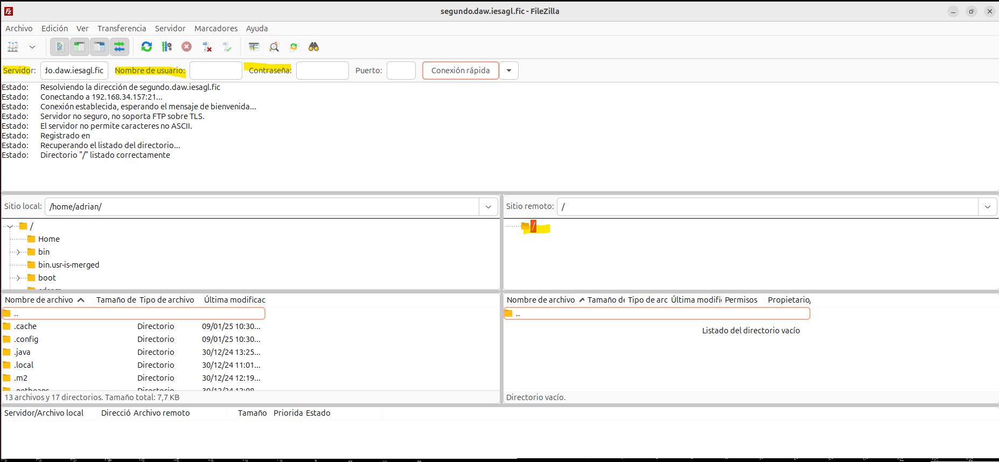 segundo.daw.iesagl.fic - FileZilla
Archivo Edición Ver Transferencia Servidor Marcadores Ayuda
Servidor: do.daw.iesagl.fic Nombre de usuario: Contraseña: Puerto: Conexión rápida
Estado: Resolviendo la dirección de segundo.daw.iesagl.fic
Estado: Conectando a 192.168.34.157:21...
Estado: Conexión establecida, esperando el mensaje de bienvenida...
Estado: Servidor no seguro, no soporta FTP sobre TLS.
Estado: El servidor no permite caracteres no ASCII.
Estado: Registrado en
Estado: Recuperando el listado del directorio...
Estado: Directorio "/" listado correctamente
Sitio local: /home/adrian/
/
Home
bin
bin.usr-is-merged
boot
Nombre de archivo Tamaño de Tipo de archivo Última modificac
..
.cache Directorio 09/01/25 10:30...
.config Directorio 09/01/25 10:30...
.java Directorio 30/12/24 13:25...
.local Directorio 30/12/24 11:01...
.m2 Directorio 30/12/24 12:19...
.netbeans Directorio 30/12/24 12:08
13 archivos y 17 directorios. Tamaño total: 7,7 KB
Sitio remoto: /
/
Nombre de archivo Tamaño de Tipo de arc Última modific Permisos Propietario/
..
Listado del directorio vacío
Directorio vacío.
Servidor/Archivo local Direcció Archivo remoto Tamaño Priorida Estado